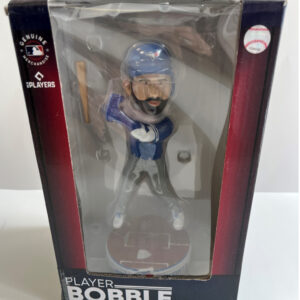 GENUINE
MERCHANDISE
PLAYERS
PLAYER
BOBBLE